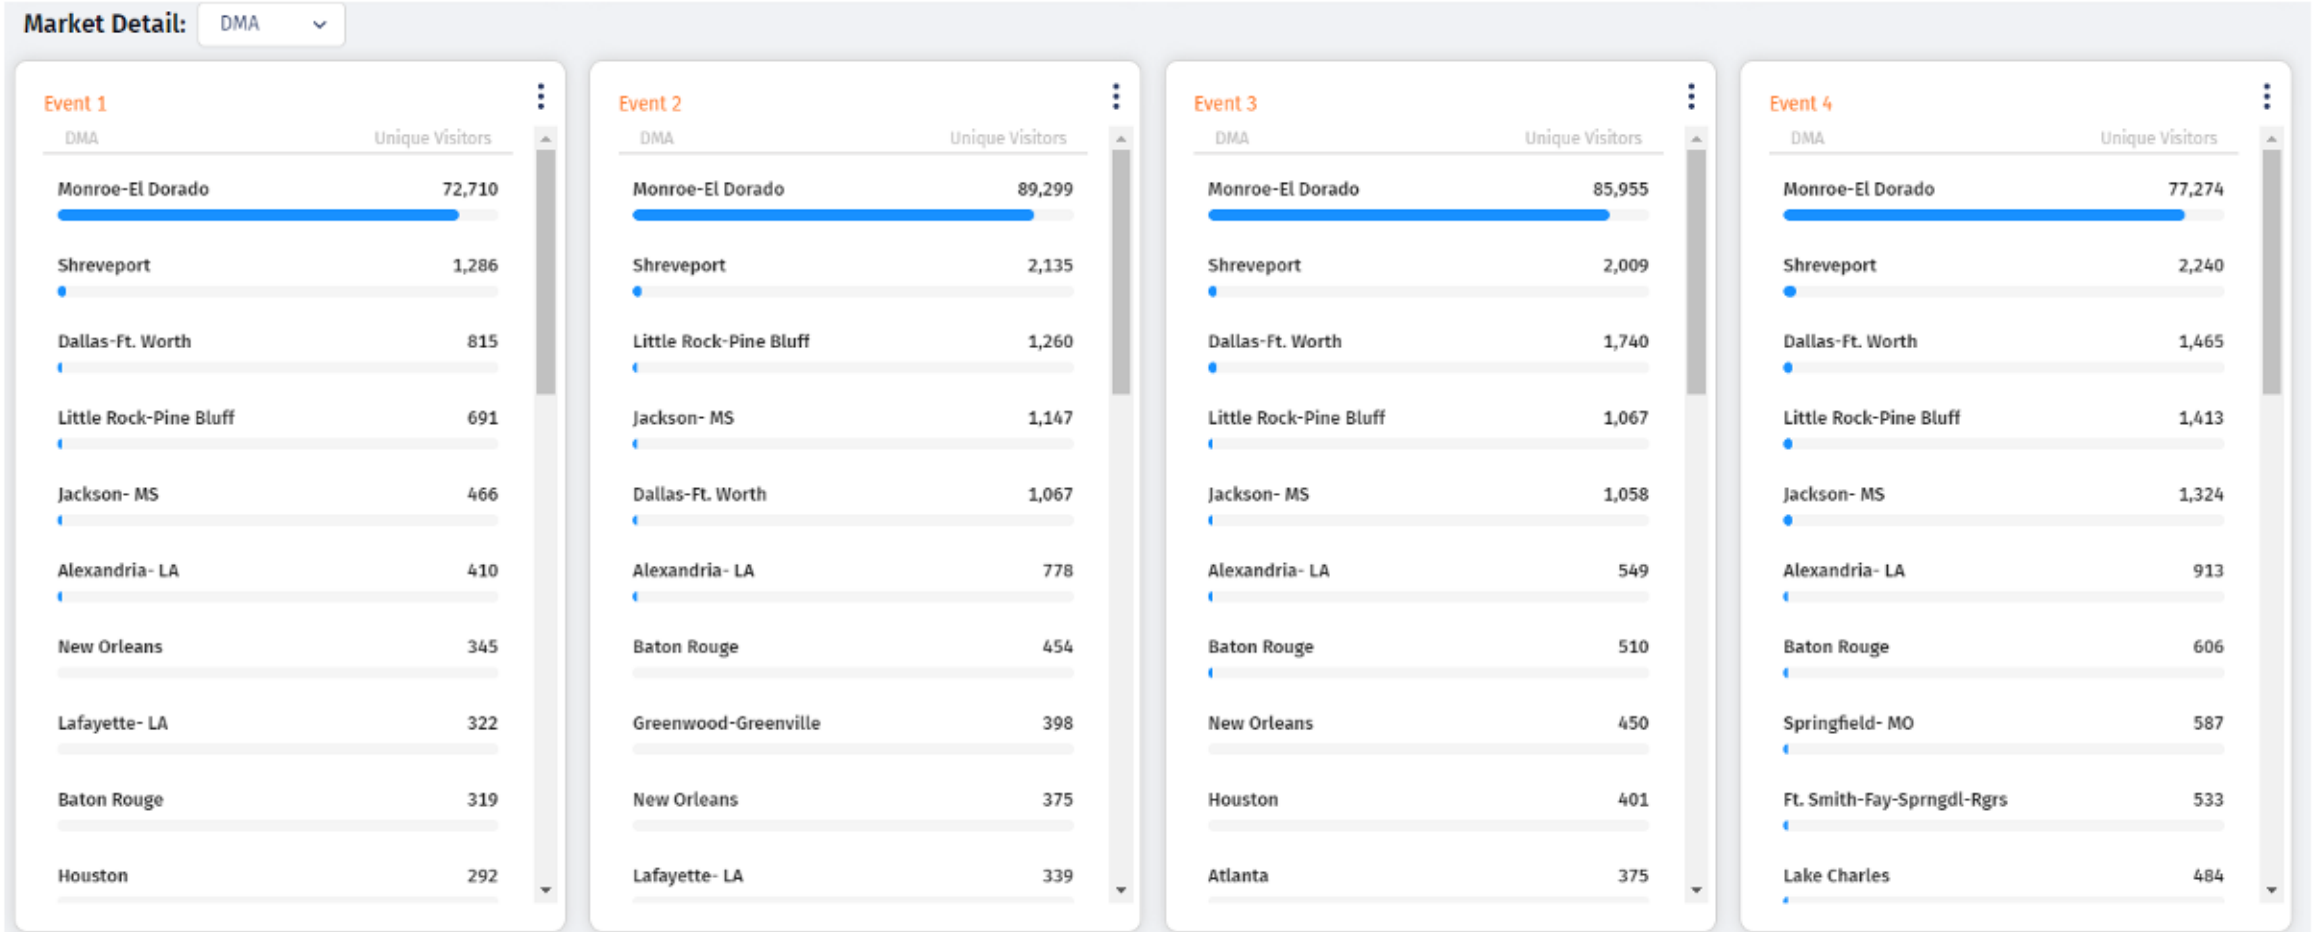 Market Detail: DMA
Event 1
DMA Unique Visitors
Monroe-El Dorado 72,710
Shreveport 1,286
Dallas-Ft. Worth 815
Little Rock-Pine Bluff 691
Jackson- MS 466
Alexandria- LA 410
New Orleans 345
Lafayette- LA 322
Baton Rouge 319
Houston 292
Event 2
DMA Unique Visitors
Monroe-El Dorado 89,299
Shreveport 2,135
Little Rock-Pine Bluff 1,260
Jackson- MS 1,147
Dallas-Ft. Worth 1,067
Alexandria- LA 778
Baton Rouge 454
Greenwood-Greenville 398
New Orleans 375
Lafayette- LA 339
Event 3
DMA Unique Visitors
Monroe-El Dorado 85,955
Shreveport 2,009
Dallas-Ft. Worth 1,740
Little Rock-Pine Bluff 1,067
Jackson- MS 1,058
Alexandria- LA 549
Baton Rouge 510
New Orleans 450
Houston 401
Atlanta 375
Event 4
DMA Unique Visitors
Monroe-El Dorado 77,274
Shreveport 2,240
Dallas-Ft. Worth 1,465
Little Rock-Pine Bluff 1,413
Jackson- MS 1,324
Alexandria- LA 913
Baton Rouge 606
Springfield- MO 587
Ft. Smith-Fay-Sprngdl-Rgrs 533
Lake Charles 484